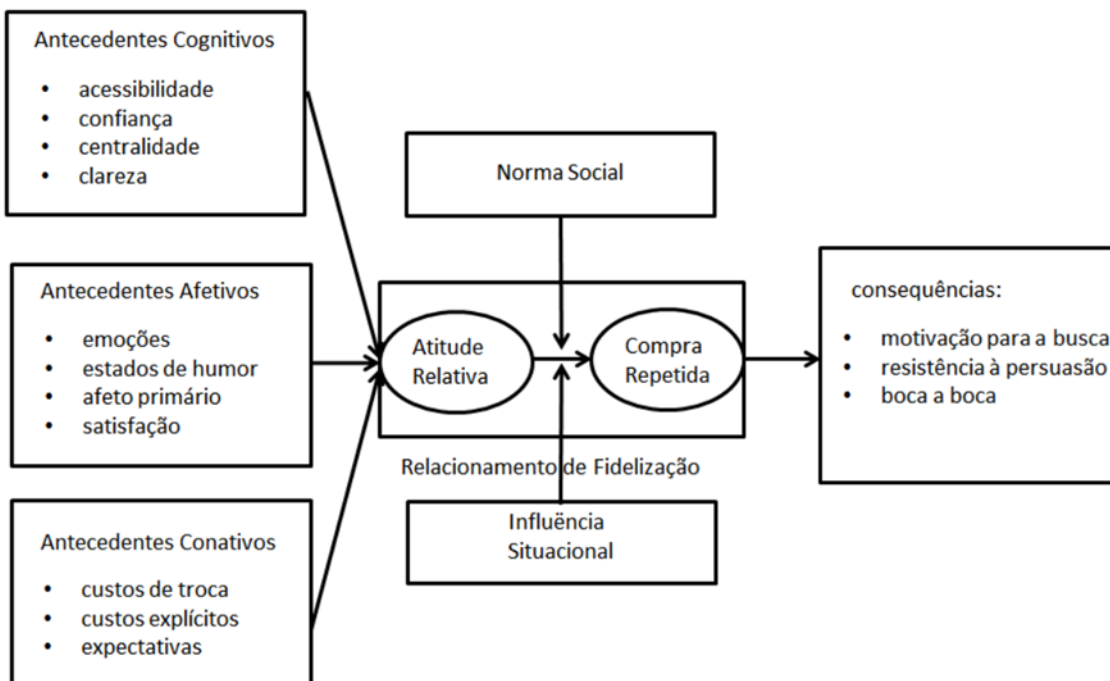 Antecedentes Cognitivos
• acessibilidade
• confiança
• centralidade
• clareza
Norma Social
Antecedentes Afetivos
• emoções
• estados de humor
• afeto primário
• satisfação
Atitude
Relativa
Compra
Repetida
consequências:
• motivação para a busca
• resistência à persuasão
• boca a boca
Relacionamento de Fidelização
Influëncia
Situacional
Antecedentes Conativos
• custos de troca
• custos explícitos
• expectativas